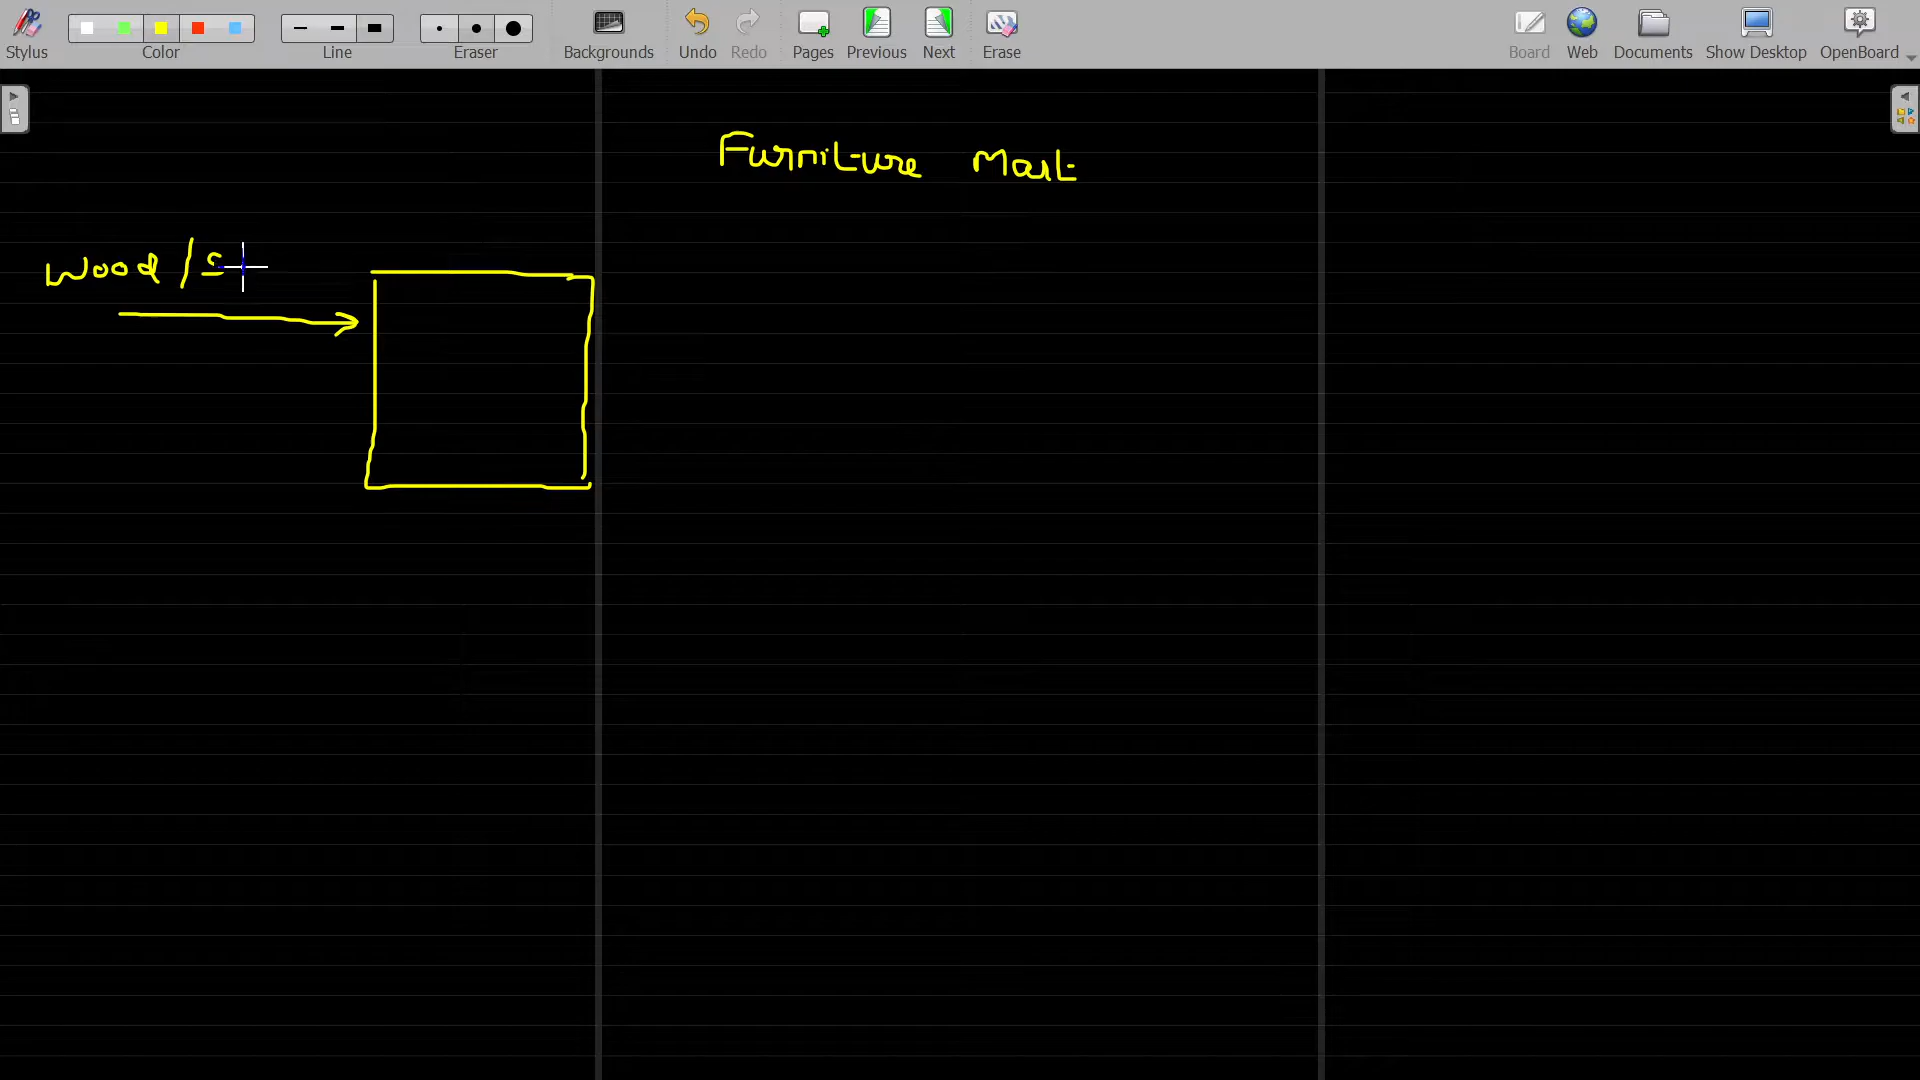 Stylus Color Line Eraser Backgrounds Undo Redo Pages Previous Next Erase Board Web Documents Show Desktop OpenBoard
Furniture Mart
Wood / S